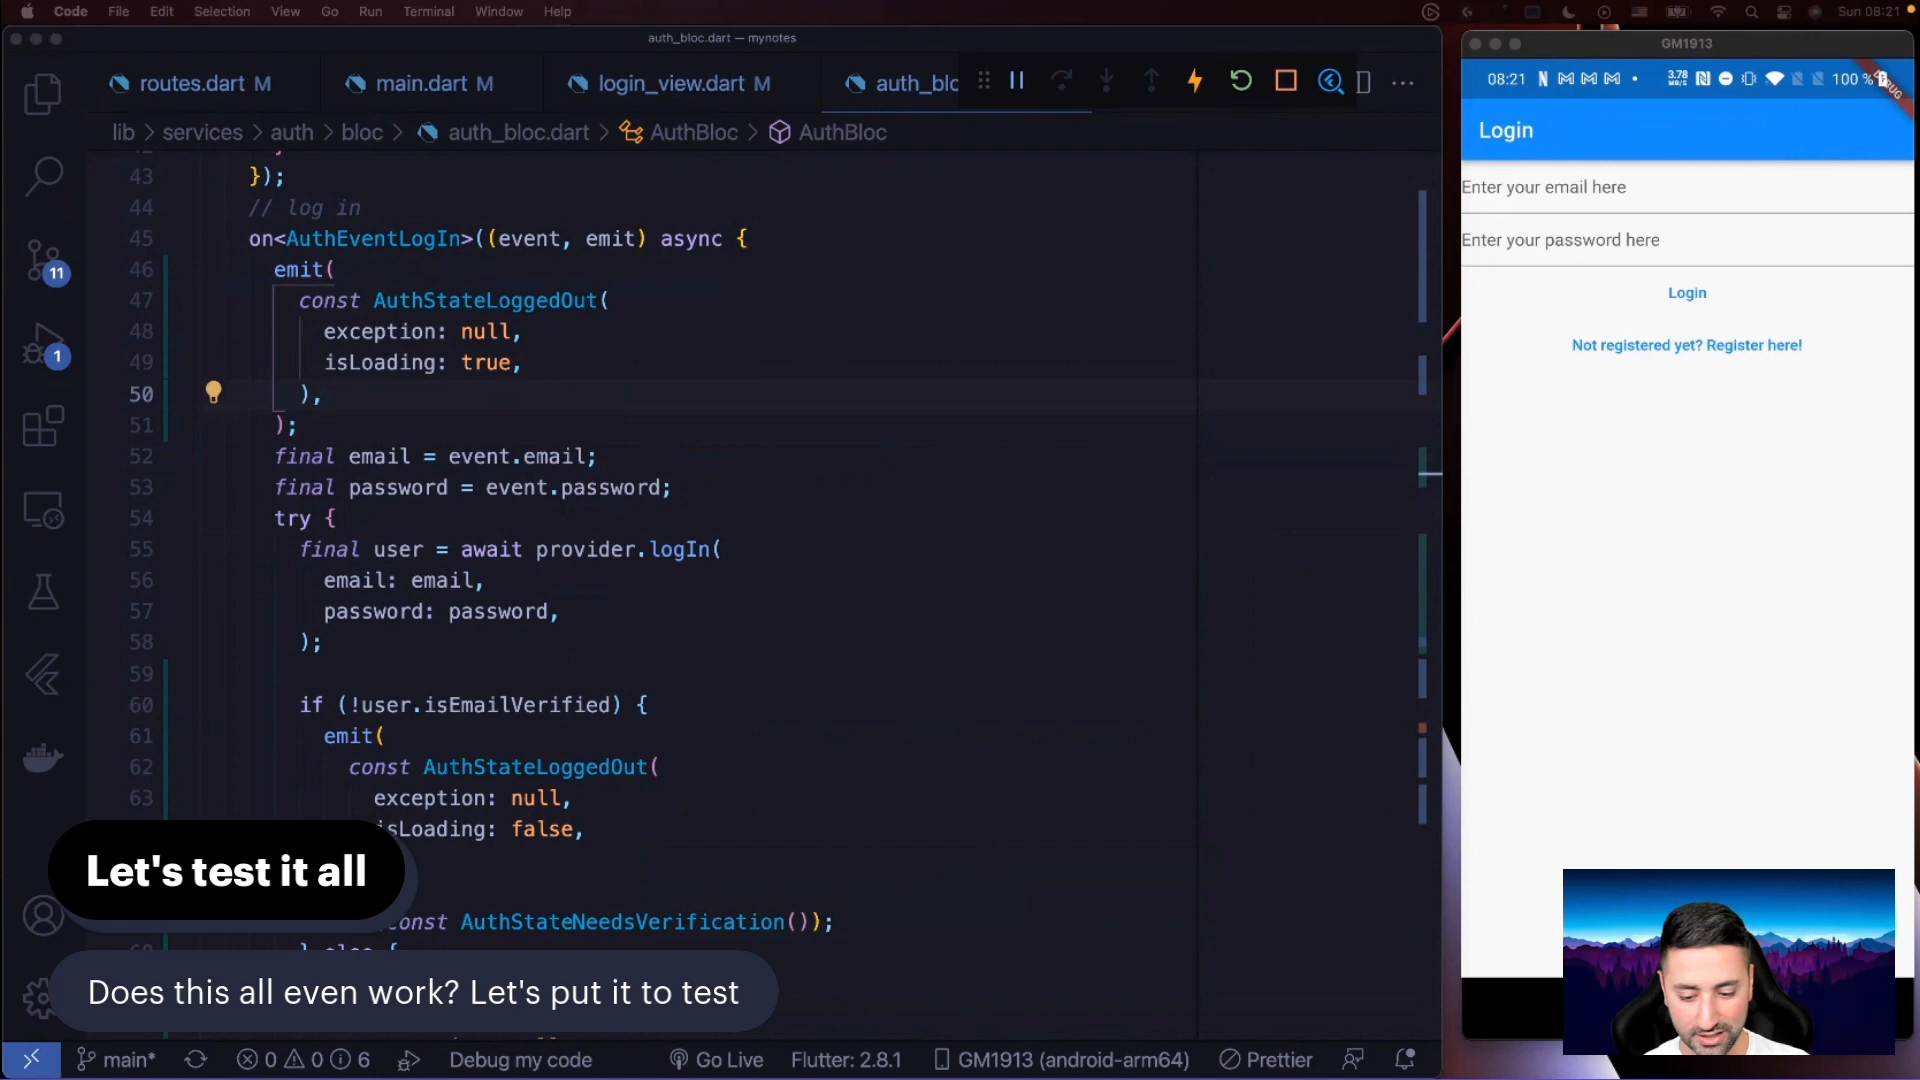 Code File Edit Selection View Go Run Terminal Window Help Sun 08:21
auth_bloc.dart — mynotes
routes.dart M main.dart M login_view.dart M auth_blc
lib > services > auth > bloc > auth_bloc.dart > AuthBloc > AuthBloc
43 });
44 // log in
45 on<AuthEventLogIn>((event, emit) async {
46 emit(
47 const AuthStateLoggedOut(
48 exception: null,
49 isLoading: true,
50 ),
51 );
52 final email = event.email;
53 final password = event.password;
54 try {
55 final user = await provider.logIn(
56 email: email,
57 password: password,
58 );
59
60 if (!user.isEmailVerified) {
61 emit(
62 const AuthStateLoggedOut(
63 exception: null,
isLoading: false,
const AuthStateNeedsVerification());
} else {
11
1
Let's test it all
Does this all even work? Let's put it to test
main* 0 0 6 Debug my code Go Live Flutter: 2.8.1 GM1913 (android-arm64) Prettier
GM1913
08:21 3.78 100 %
Login
Enter your email here
Enter your password here
Login
Not registered yet? Register here!